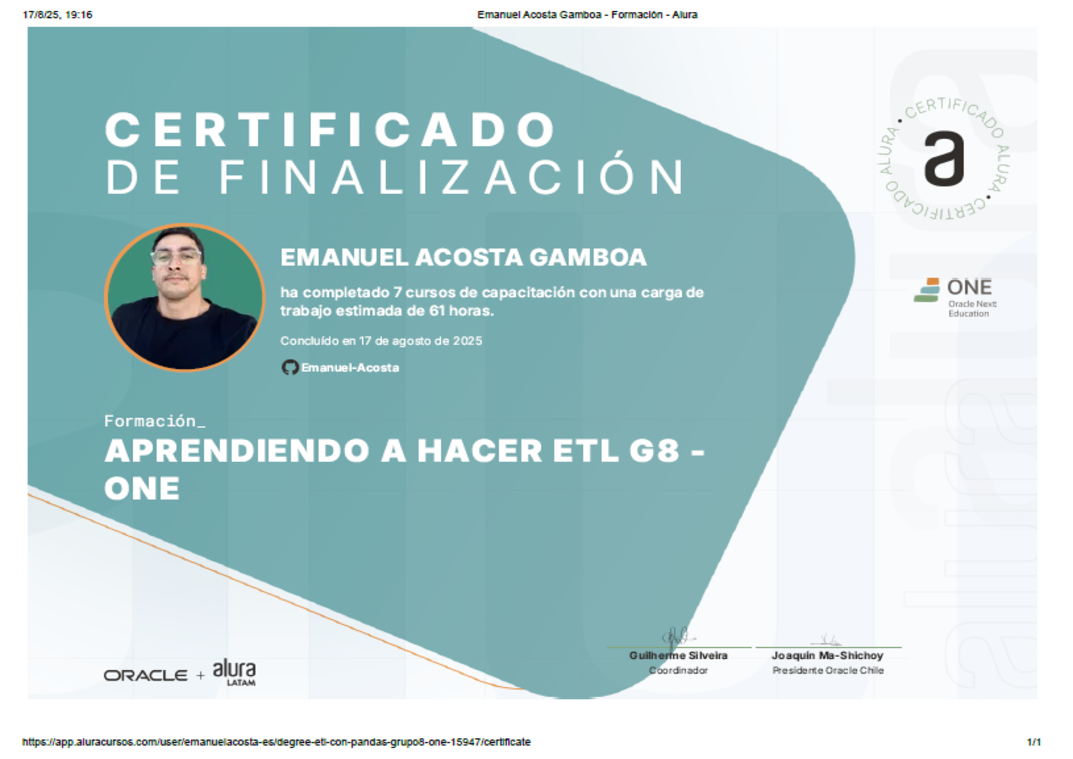 17/8/25, 19:16
Emanuel Acosta Gamboa - Formación - Alura
CERTIFICADO
DE FINALIZACIÓN
CERTIFICADO ALURA • CERTIFICADO ALURA •
a
EMANUEL ACOSTA GAMBOA
ha completado 7 cursos de capacitación con una carga de
trabajo estimada de 61 horas.
Concluído en 17 de agosto de 2025
Emanuel-Acosta
ONE
Oracle Next
Education
Formación_
APRENDIENDO A HACER ETL G8 -
ONE
ORACLE + alura
LATAM
Guilherme Silveira
Coordinador
Joaquin Ma-Shichoy
Presidente Oracle Chile
alura
https://app.aluracursos.com/user/emanuelacosta-es/degree-etl-con-pandas-grupo8-one-15947/certificate
1/1